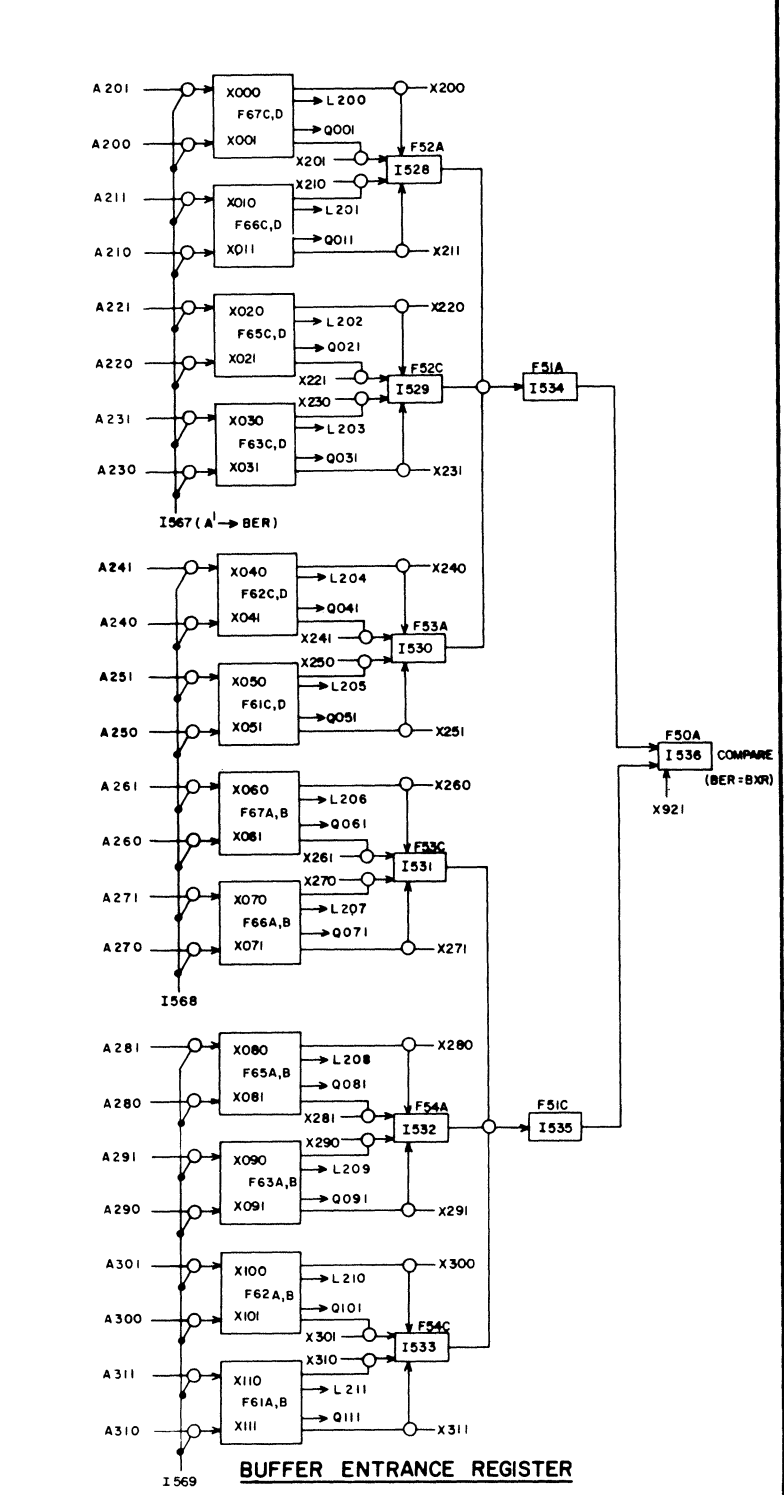 A201 X000 X200
L200
F67C,D
Q001
A200 X001 F52A
X201 I528
X210
A211 X010
L201
F66C,D
Q011
A210 X011 X211
A221 X020 X220
L202
F65C,D
Q021
A220 X021 F52C F51A
X221 I529 I534
X230
A231 X030
L203
F63C,D
Q031
A230 X031 X231
I567 (A' → BER)
A241 X040 X240
L204
F62C,D
Q041
A240 X041 F53A
X241 I530
X250
A251 X050
L205
F61C,D
Q051
A250 X051 X251
F50A
I536 COMPARE
(BER=BXR)
X921
A261 X060 X260
L206
F67A,B
Q061
A260 X061 F53C
X261 I531
X270
A271 X070
L207
F66A,B
Q071
A270 X071 X271
I568
A281 X080 X280
L208
F65A,B
Q081
A280 X081 F54A F51C
X281 I532 I535
X290
A291 X090
L209
F63A,B
Q091
A290 X091 X291
A301 X100 X300
L210
F62A,B
Q101
A300 X101 F54C
X301 I533
X310
A311 X110
L211
F61A,B
Q111
A310 X111 X311
I569
BUFFER ENTRANCE REGISTER